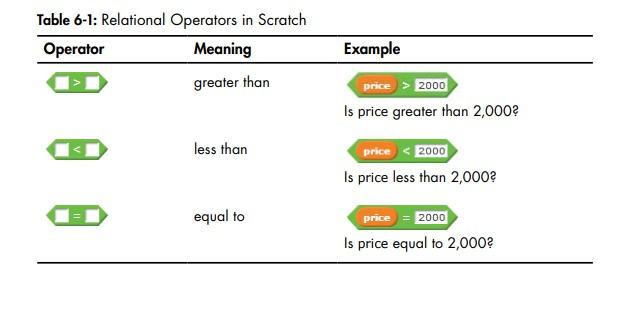 Table 6-1: Relational Operators in Scratch
Operator Meaning Example
> greater than price > 2000
Is price greater than 2,000?
< less than price < 2000
Is price less than 2,000?
= equal to price = 2000
Is price equal to 2,000?